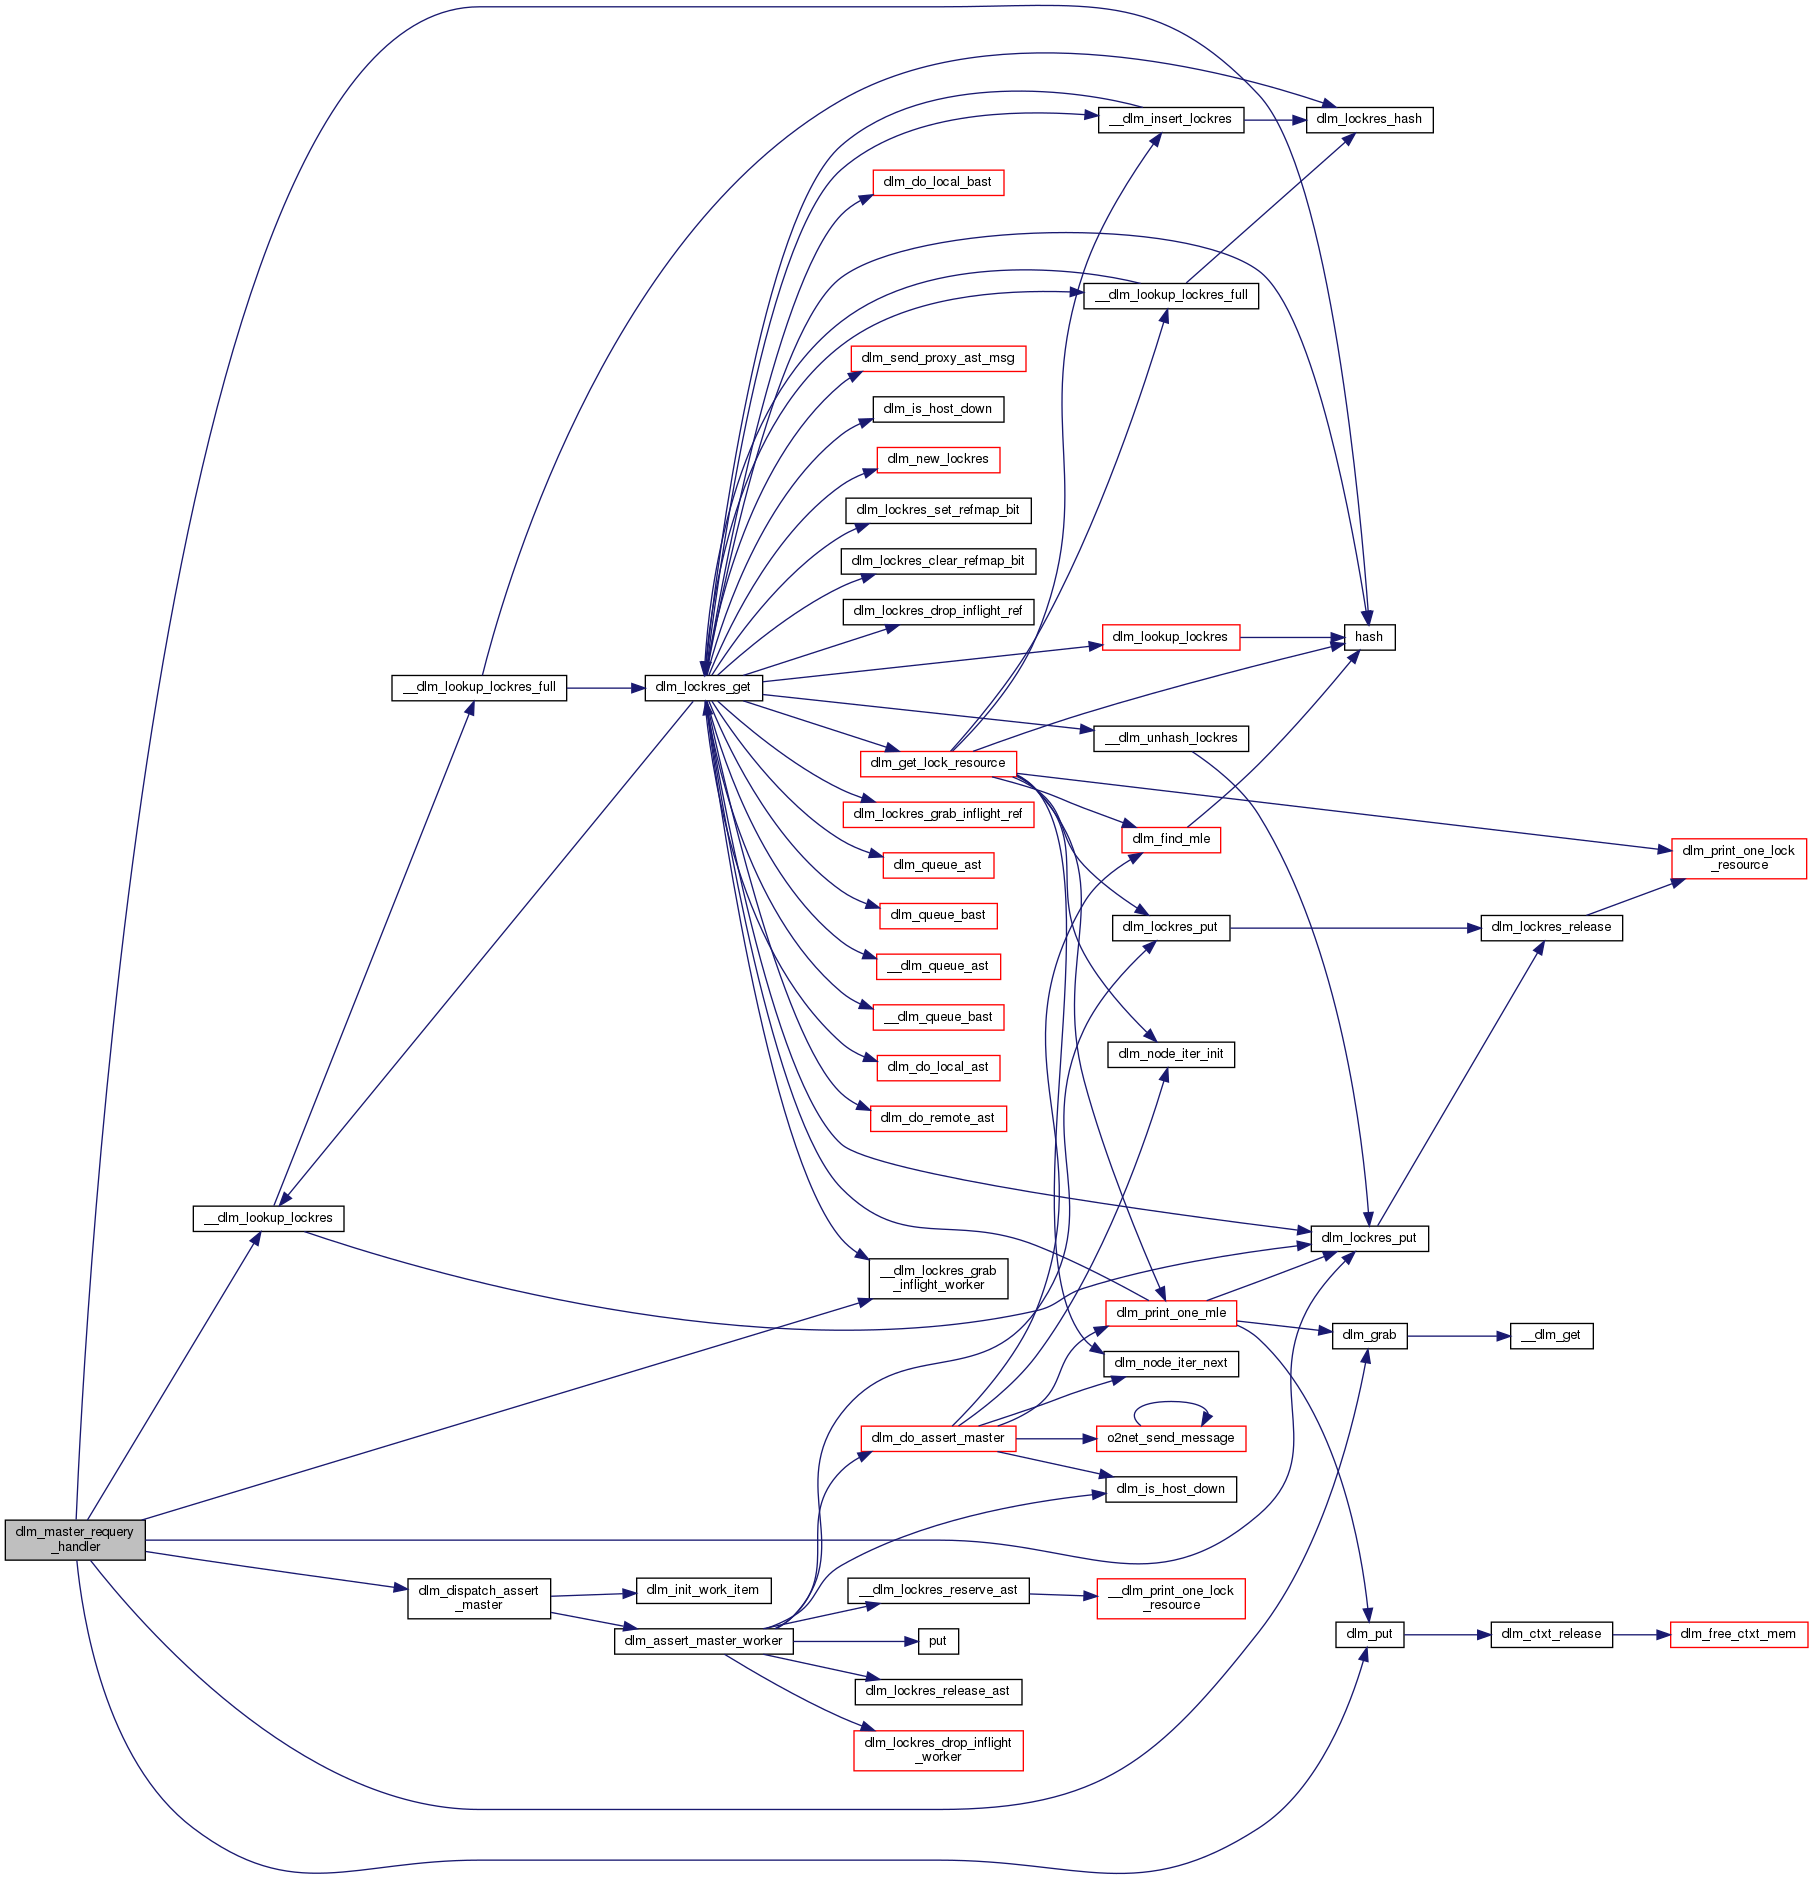 __dlm_insert_lockres
dlm_lockres_hash
dlm_do_local_bast
__dlm_lookup_lockres_full
dlm_send_proxy_ast_msg
dlm_is_host_down
dlm_new_lockres
dlm_lockres_set_refmap_bit
dlm_lockres_clear_refmap_bit
dlm_lockres_drop_inflight_ref
dlm_lookup_lockres
hash
__dlm_lookup_lockres_full
dlm_lockres_get
__dlm_unhash_lockres
dlm_get_lock_resource
dlm_lockres_grab_inflight_ref
dlm_find_mle
dlm_print_one_lock
_resource
dlm_queue_ast
dlm_queue_bast
dlm_lockres_put
dlm_lockres_release
__dlm_queue_ast
__dlm_queue_bast
dlm_node_iter_init
dlm_do_local_ast
dlm_do_remote_ast
__dlm_lookup_lockres
dlm_lockres_put
__dlm_lockres_grab
_inflight_worker
dlm_print_one_mle
dlm_grab
__dlm_get
dlm_node_iter_next
dlm_do_assert_master
o2net_send_message
dlm_is_host_down
dlm_master_requery
_handler
dlm_dispatch_assert
_master
dlm_init_work_item
__dlm_lockres_reserve_ast
__dlm_print_one_lock
_resource
dlm_assert_master_worker
put
dlm_put
dlm_ctxt_release
dlm_free_ctxt_mem
dlm_lockres_release_ast
dlm_lockres_drop_inflight
_worker